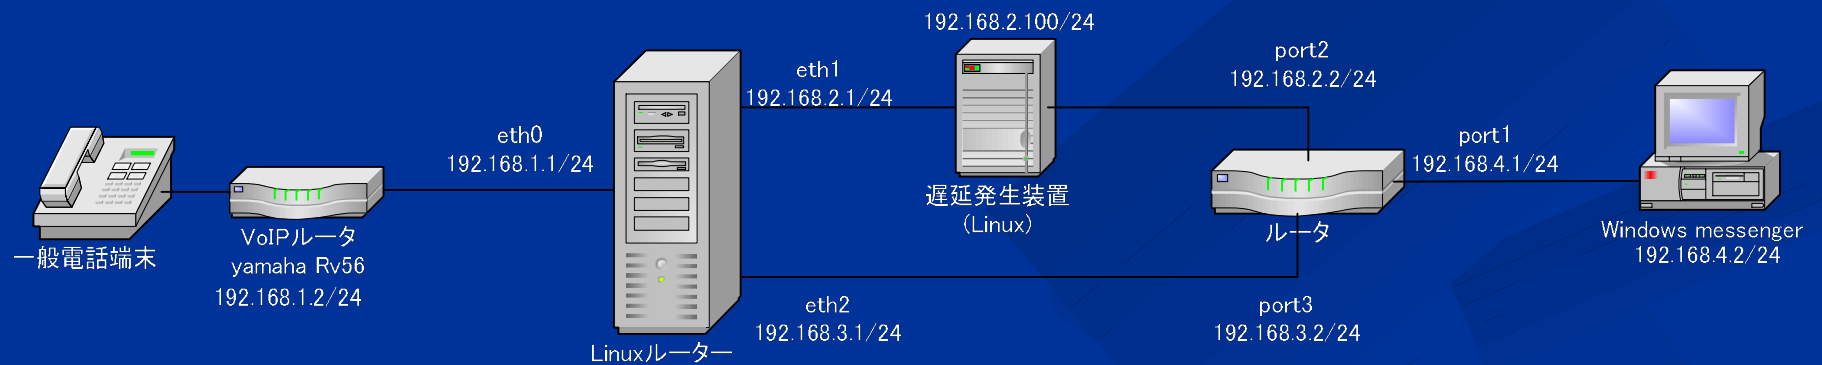 一般電話端末
VoIPルータ
yamaha Rv56
192.168.1.2/24
eth0
192.168.1.1/24
Linuxルーター
eth1
192.168.2.1/24
eth2
192.168.3.1/24
192.168.2.100/24
遅延発生装置
(Linux)
port2
192.168.2.2/24
ルータ
port3
192.168.3.2/24
port1
192.168.4.1/24
Windows messenger
192.168.4.2/24